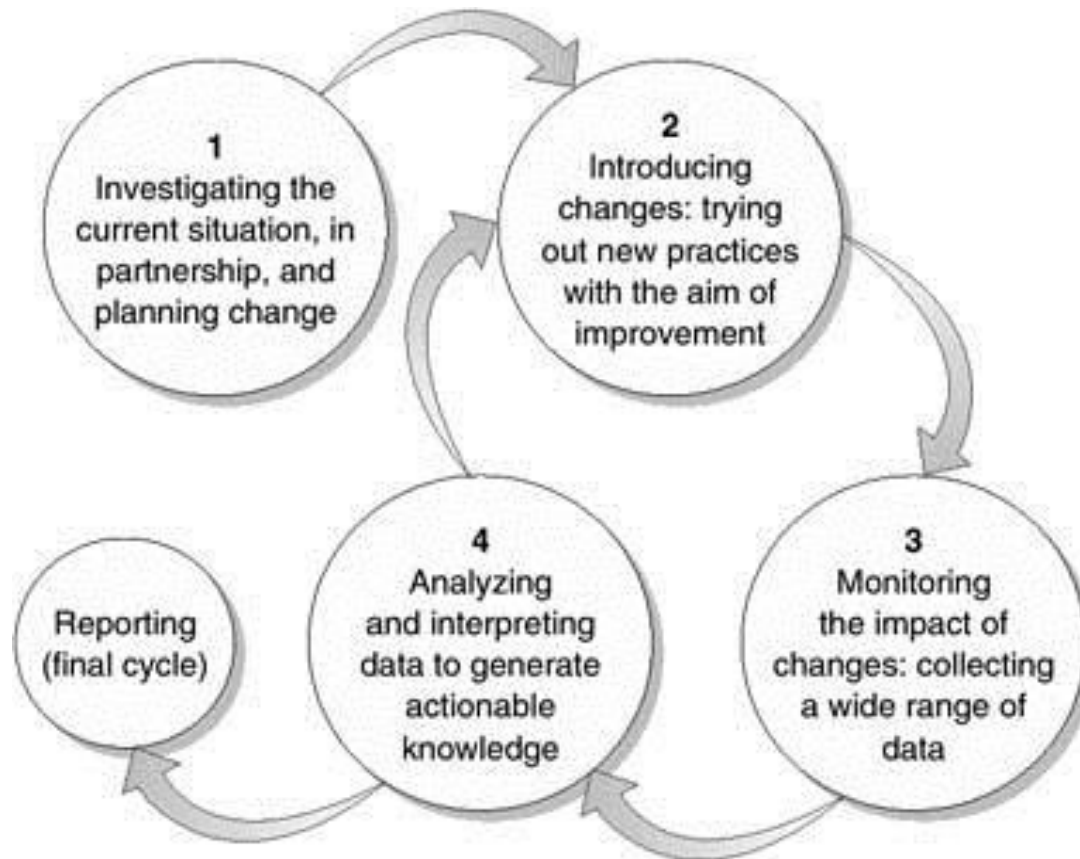 1
Investigating the
current situation, in
partnership, and
planning change
2
Introducing
changes: trying
out new practices
with the aim of
improvement
3
Monitoring
the impact of
changes: collecting
a wide range of
data
4
Analyzing
and interpreting
data to generate
actionable
knowledge
Reporting
(final cycle)